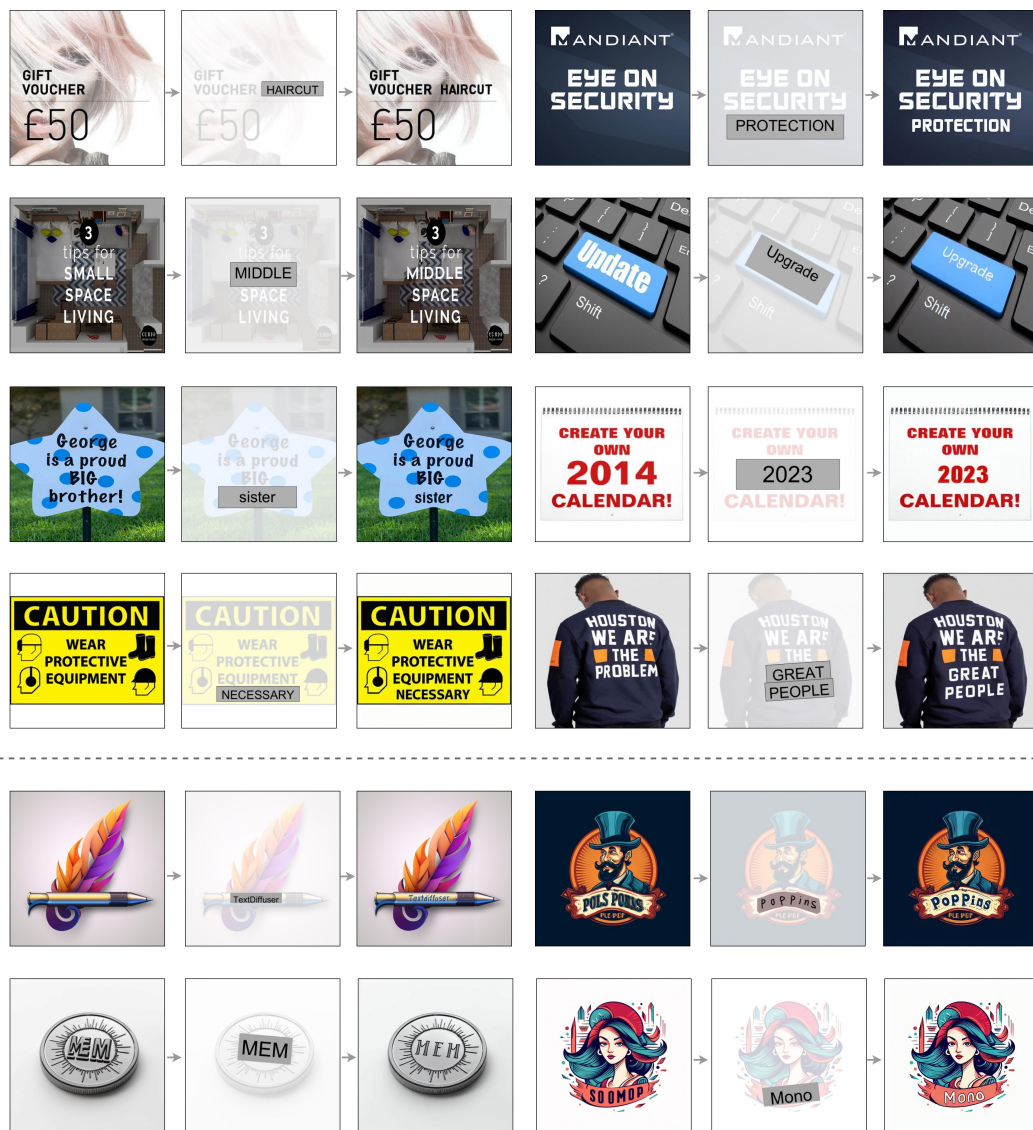 GIFT
VOUCHER
£50
GIFT
VOUCHER HAIRCUT
£50
GIFT
VOUCHER HAIRCUT
£50
MANDIANT
EYE ON
SECURITY
MANDIANT
EYE ON
SECURITY
PROTECTION
MANDIANT
EYE ON
SECURITY
PROTECTION
3
tips for
SMALL
SPACE
LIVING
3
tips for
MIDDLE
SPACE
LIVING
3
tips for
MIDDLE
SPACE
LIVING
De
Update
?
Shift
Upgrade
Shift
De
Upgrade
?
Shift
George
is a proud
BIG
brother!
George
is a proud
BIG
sister
George
is a proud
BIG
sister
CREATE YOUR
OWN
2014
CALENDAR!
CREATE YOUR
OWN
2023
CALENDAR!
CREATE YOUR
OWN
2023
CALENDAR!
CAUTION
WEAR
PROTECTIVE
EQUIPMENT
CAUTION
WEAR
PROTECTIVE
EQUIPMENT
NECESSARY
CAUTION
WEAR
PROTECTIVE
EQUIPMENT
NECESSARY
HOUSTON
WE ARE
THE
PROBLEM
HOUSTON
WE ARE
THE
GREAT
PEOPLE
HOUSTON
WE ARE
THE
GREAT
PEOPLE
TextDiffuser
Textdiffuser
POLS POKAS
PoPPins
PoPPins
MEM
MEM
MEM
SOOMOP
Mono
Mono